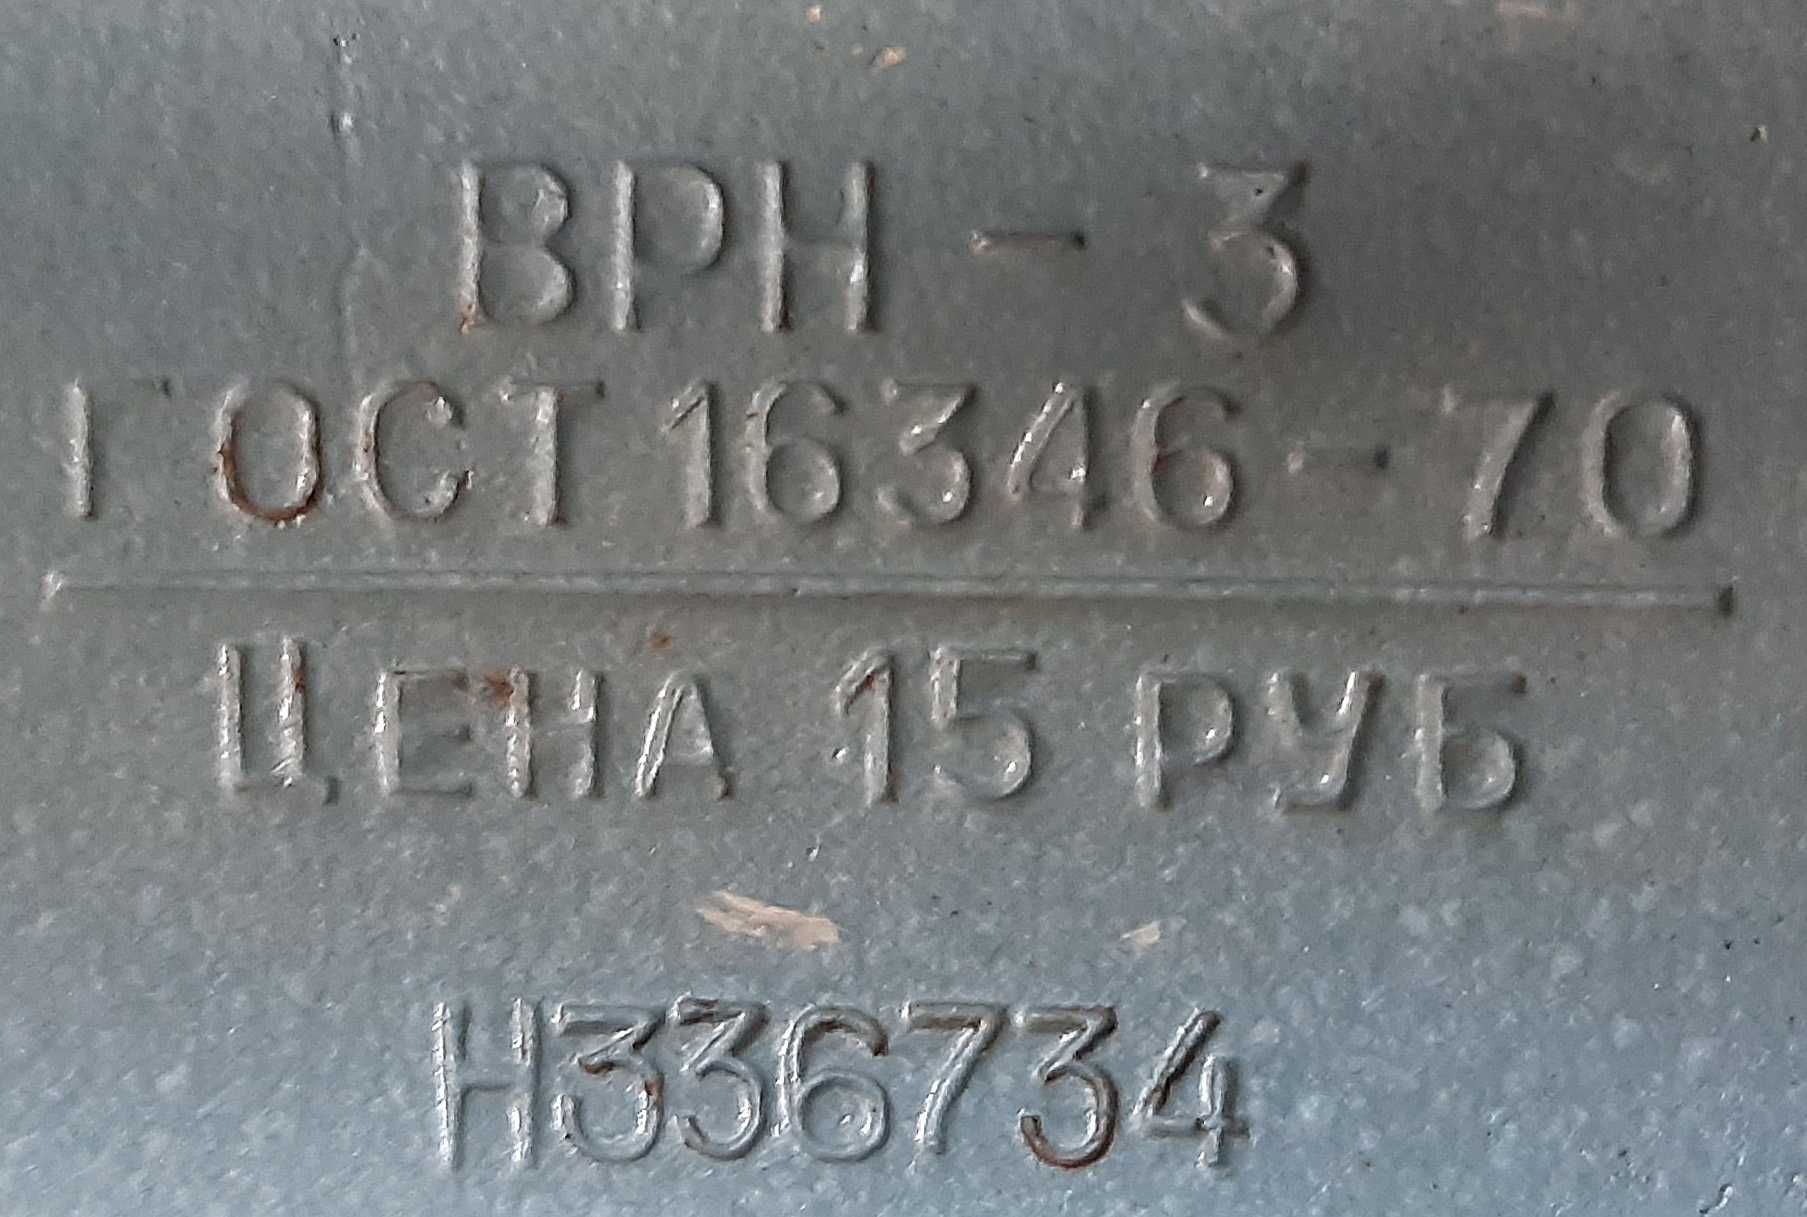 ВРН - 3
ГОСТ 16346-70
ЦЕНА 15 РУБ
Н336734